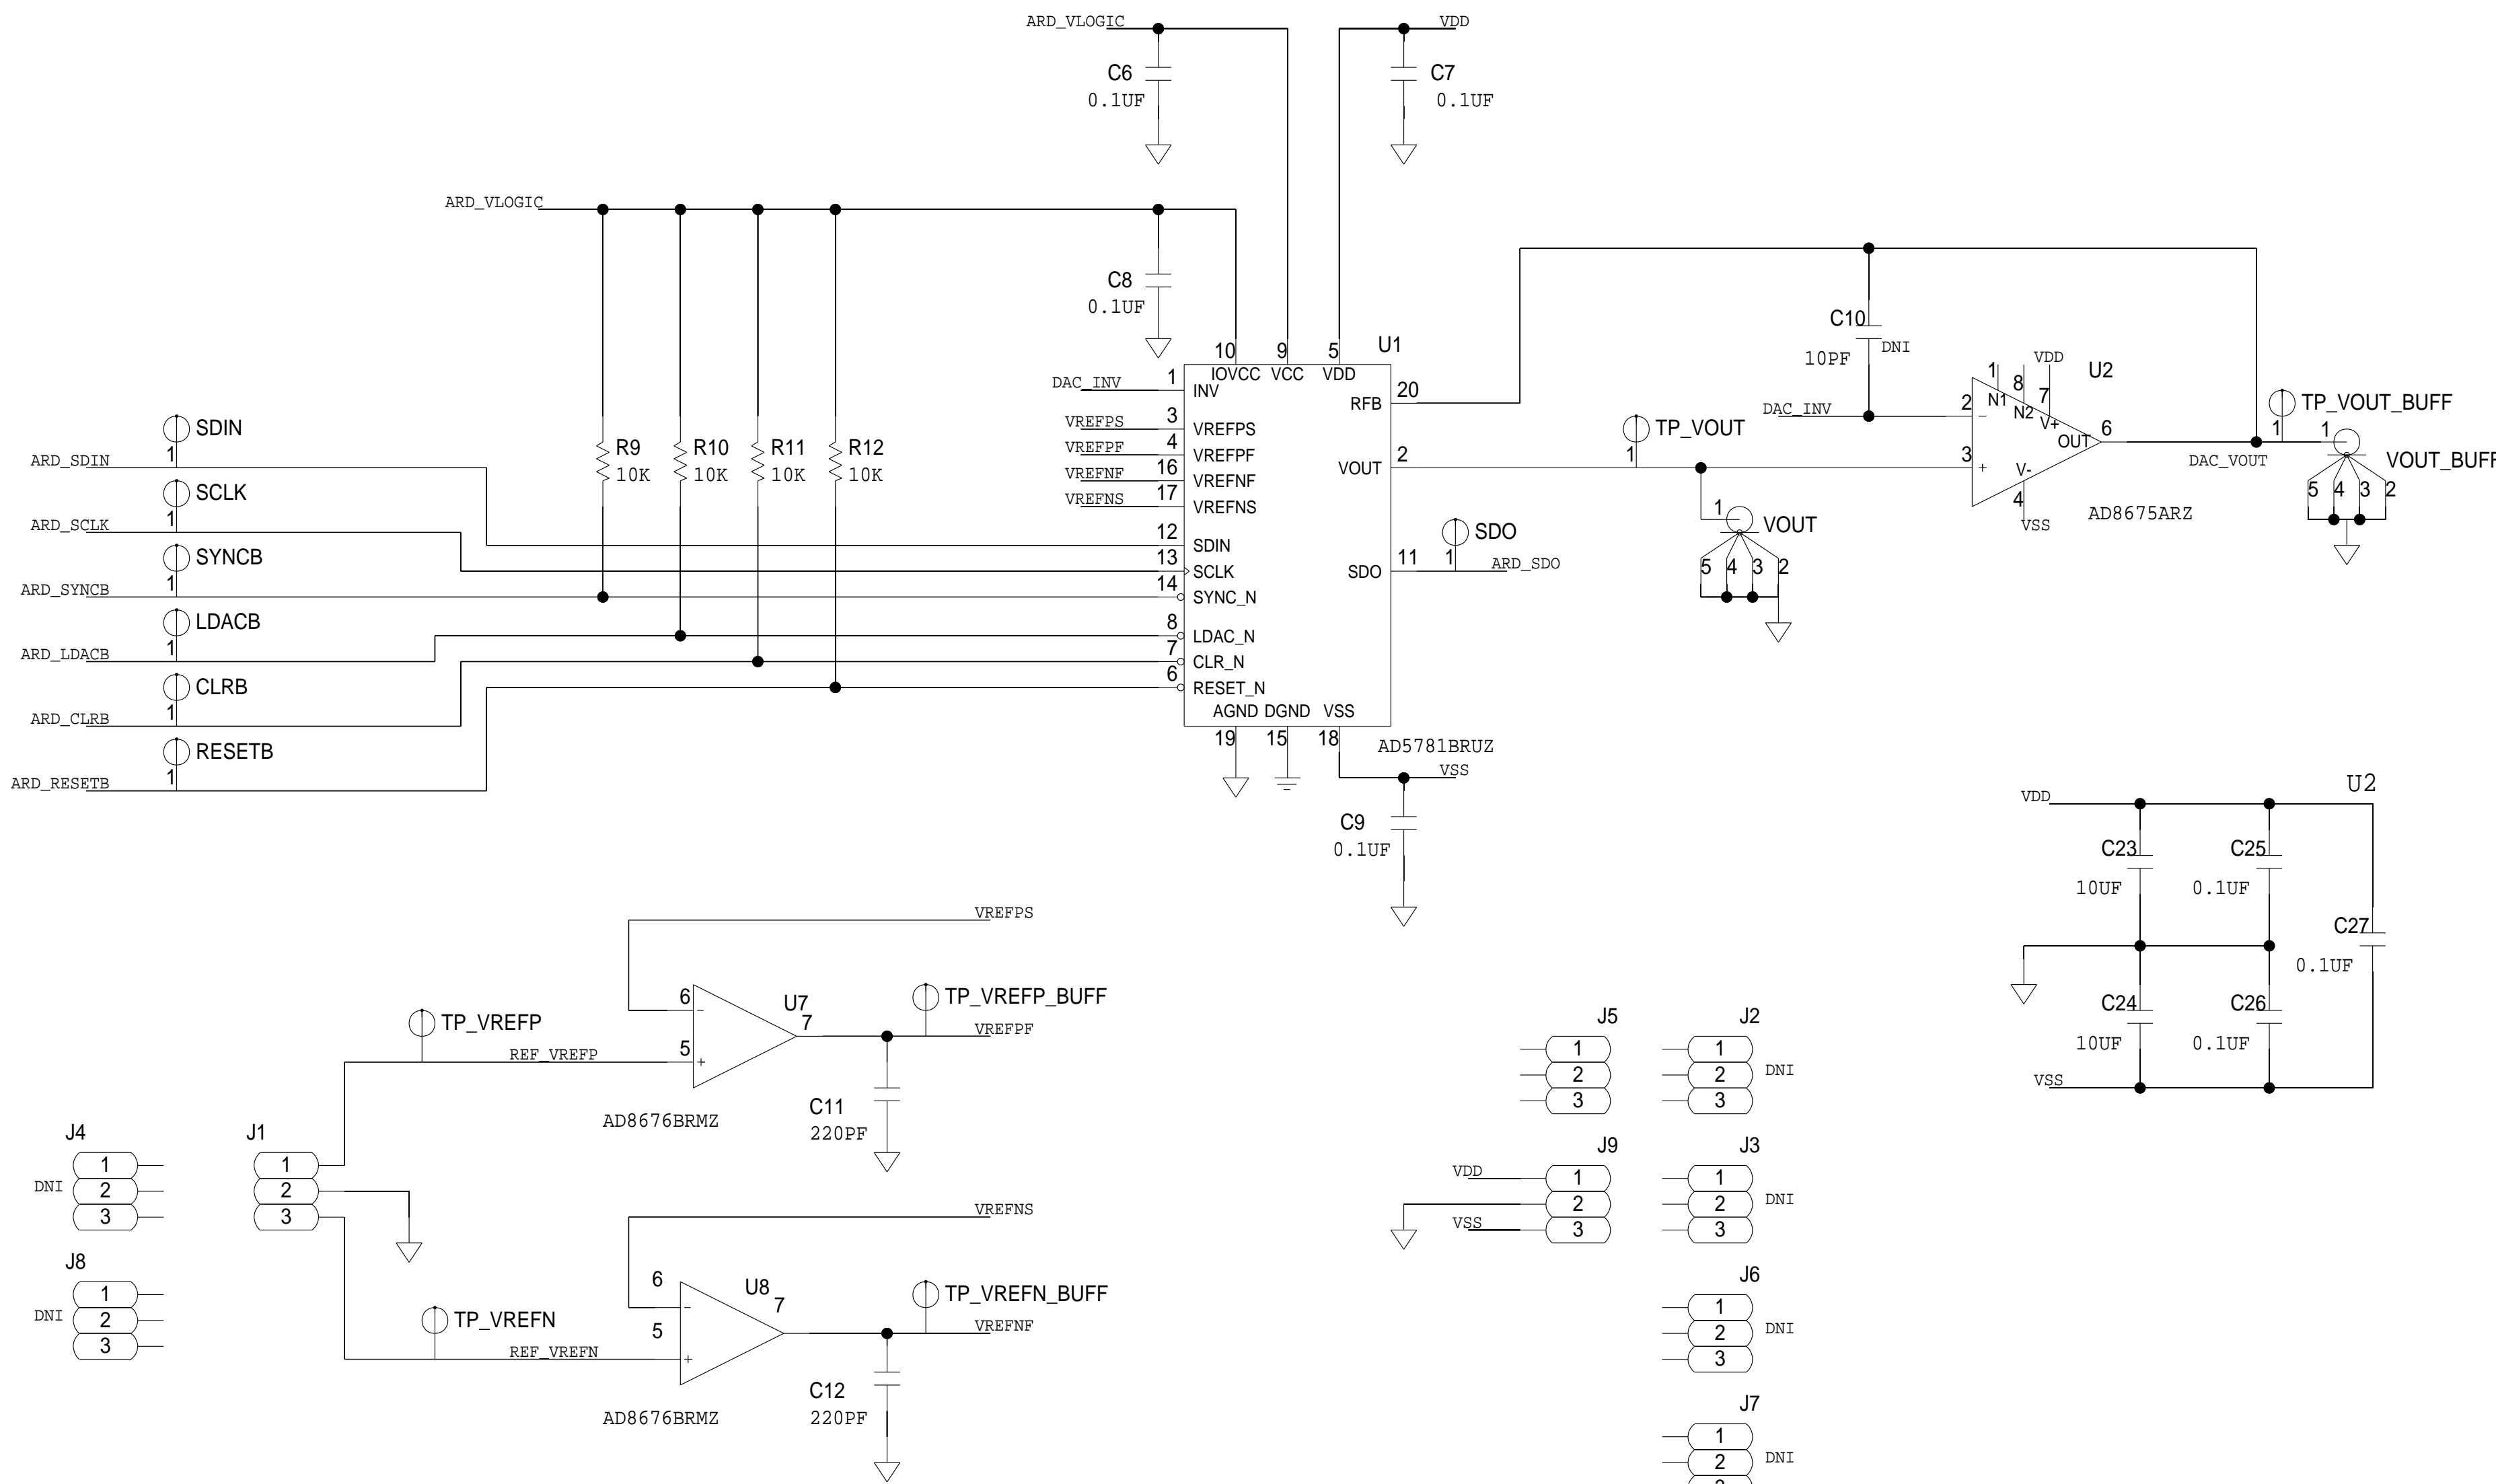 ARD_VLOGIC
VDD
C6
0.1UF
C7
0.1UF
ARD_VLOGIC
C8
0.1UF
10 9 5 U1
IOVCC VCC VDD
DAC_INV 1 INV
VREFPS 3 VREFPS
VREFPF 4 VREFPF
VREFNF 16 VREFNF
VREFNS 17 VREFNS
12 SDIN
13 SCLK
14 SYNC_N
8 LDAC_N
7 CLR_N
6 RESET_N
20 RFB
2 VOUT
11 SDO
AGND DGND VSS
19 15 18
AD5781BRUZ
VSS
C9
0.1UF
SDIN
1
ARD_SDIN
SCLK
1
ARD_SCLK
SYNCB
1
ARD_SYNCB
LDACB
1
ARD_LDACB
CLRB
1
ARD_CLRB
RESETB
1
ARD_RESETB
R9
10K
R10
10K
R11
10K
R12
10K
SDO
1
ARD_SDO
TP_VOUT
1
1 VOUT
5 4 3 2
C10
10PF DNI
DAC_INV
VDD
U2
1 8 7
N1 N2 V+
2 -
3 +
OUT 6
V-
4
VSS
AD8675ARZ
TP_VOUT_BUFF
1 1
DAC_VOUT
VOUT_BUFF
5 4 3 2
U2
VDD
C23
10UF
C25
0.1UF
C27
0.1UF
C24
10UF
C26
0.1UF
VSS
VREFPS
6 -
U7
7
5 +
TP_VREFP
REF_VREFP
TP_VREFP_BUFF
VREFPF
AD8676BRMZ
C11
220PF
J4
1
DNI 2
3
J1
1
2
3
J8
1
DNI 2
3
VREFNS
6 -
U8
7
5 +
TP_VREFN
REF_VREFN
TP_VREFN_BUFF
VREFNF
AD8676BRMZ
C12
220PF
J5
1
2
3
J2
1
2 DNI
3
J9
VDD 1
2
VSS 3
J3
1
2 DNI
3
J6
1
2 DNI
3
J7
1
2 DNI